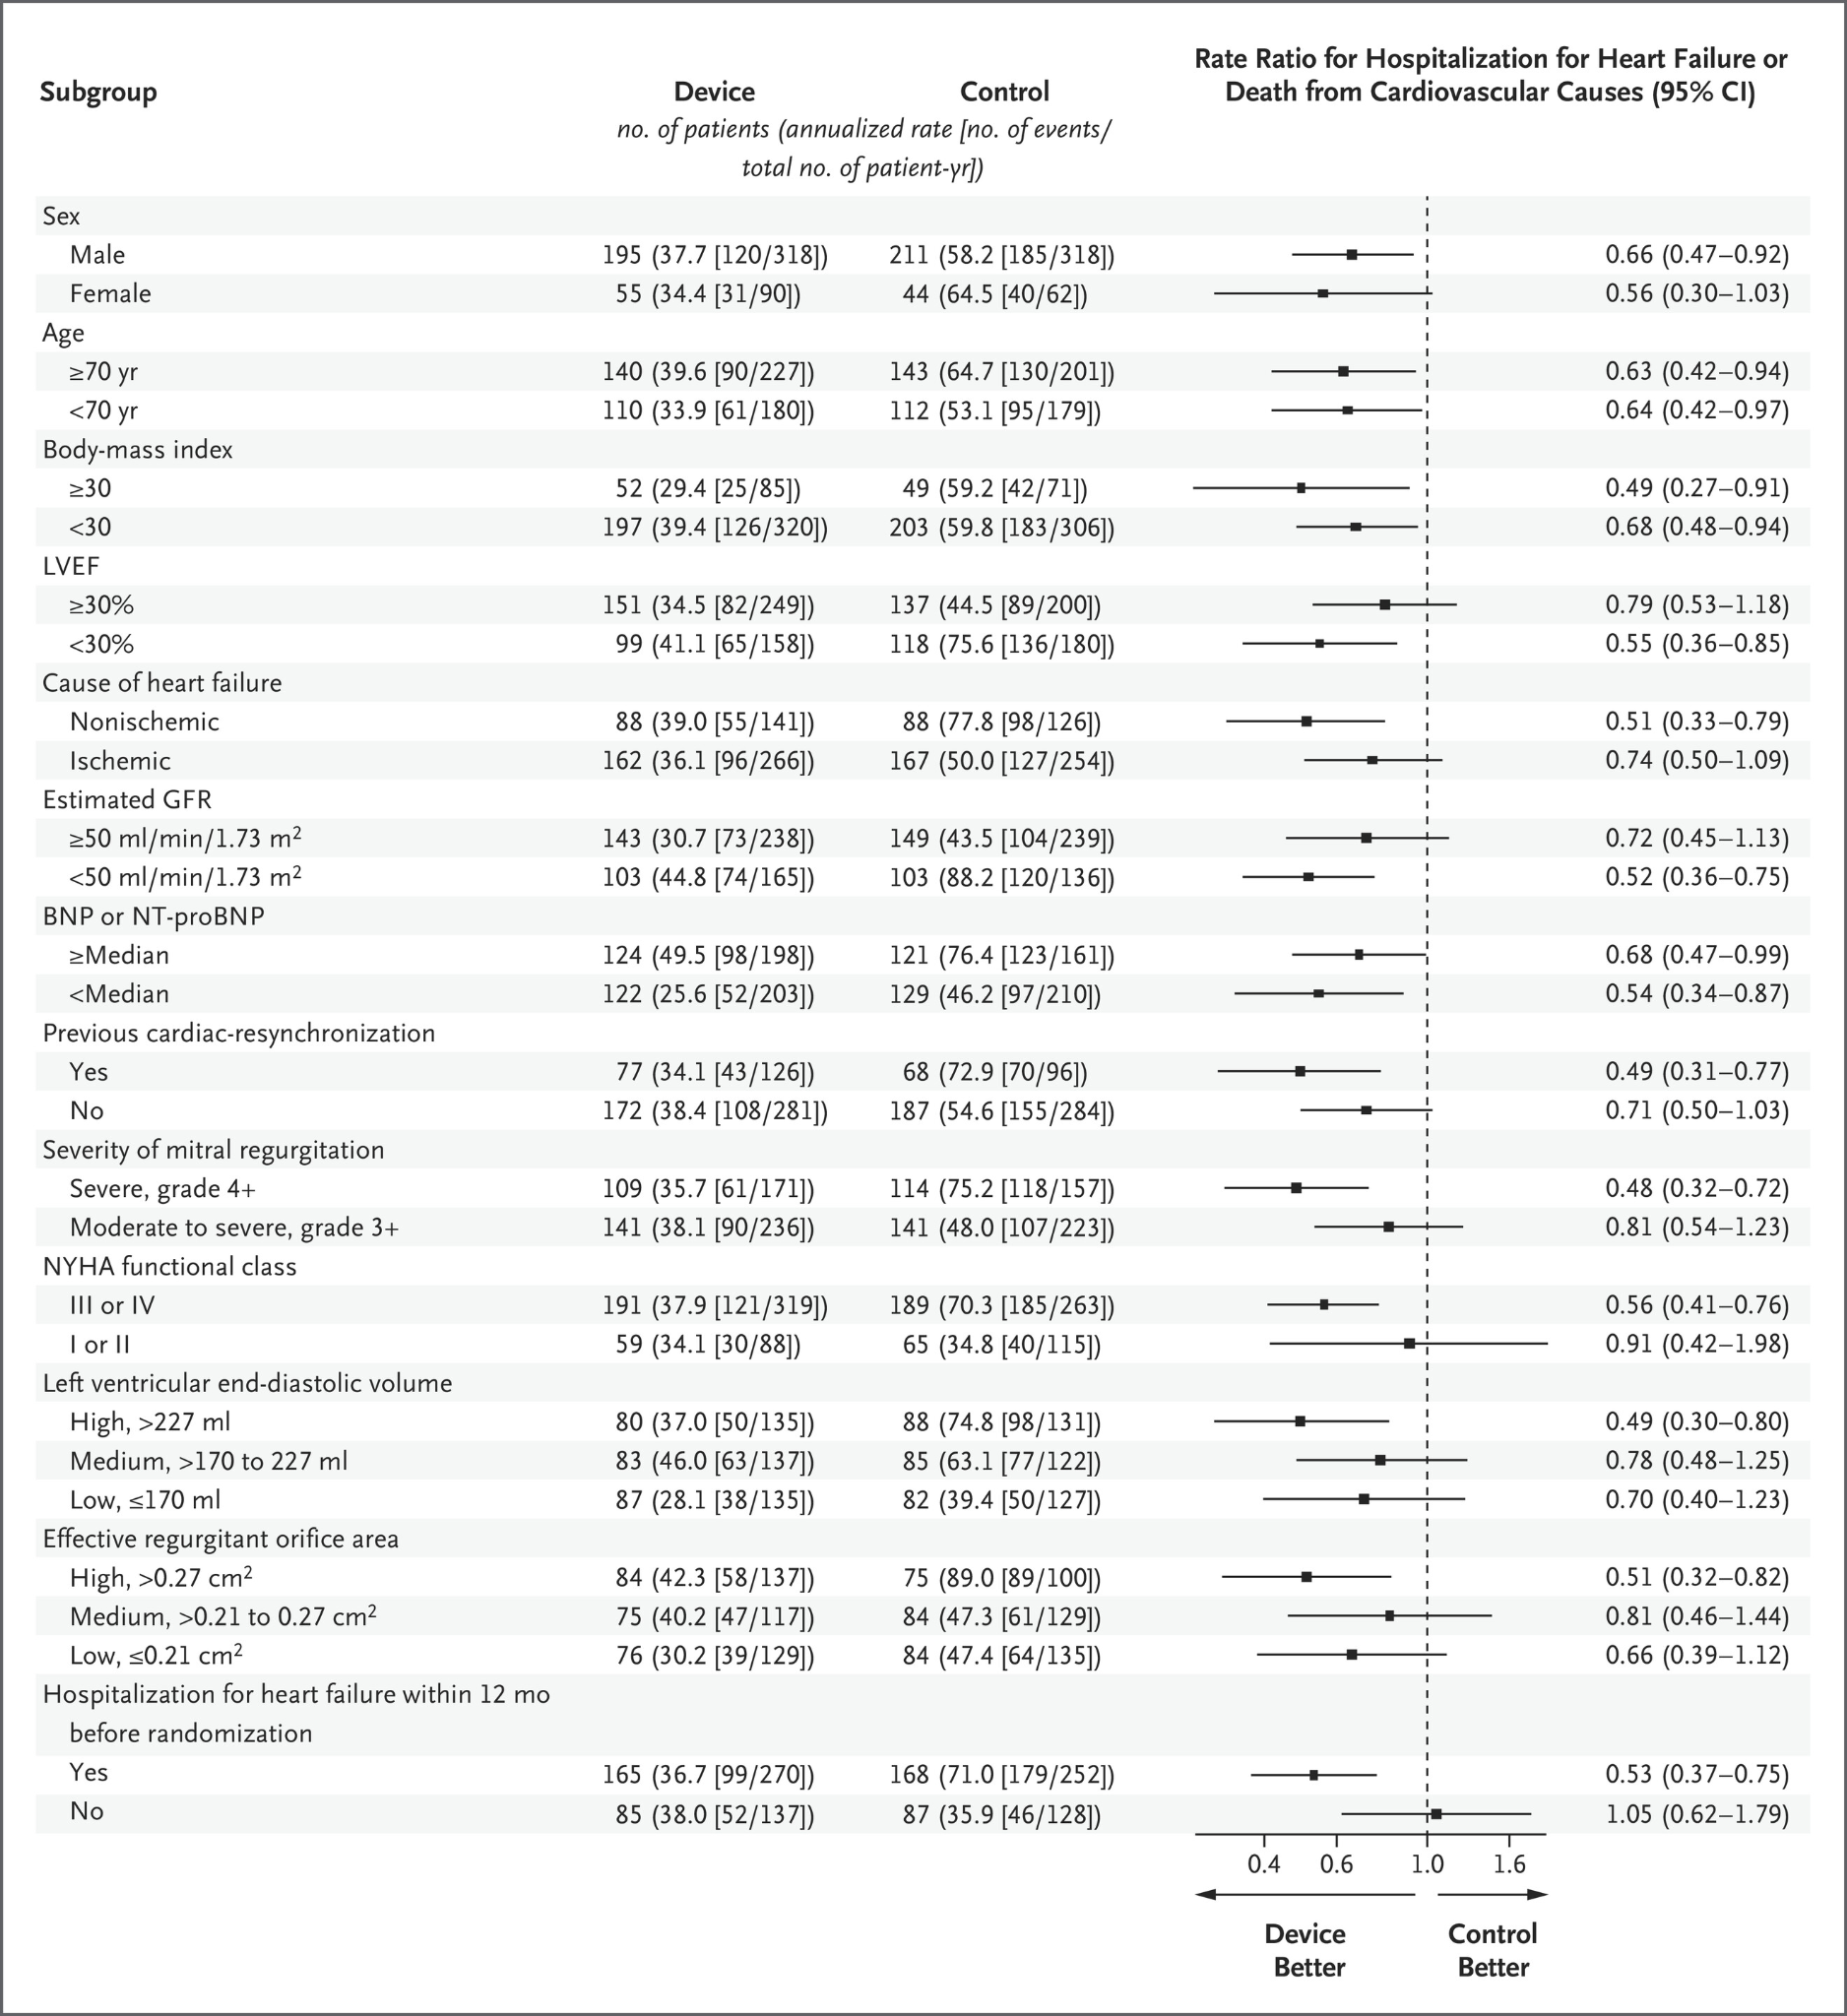 Rate Ratio for Hospitalization for Heart Failure or
Subgroup Device Control Death from Cardiovascular Causes (95% CI)
no. of patients (annualized rate [no. of events/
total no. of patient-yr])
Sex
Male 195 (37.7 [120/318]) 211 (58.2 [185/318]) 0.66 (0.47–0.92)
Female 55 (34.4 [31/90]) 44 (64.5 [40/62]) 0.56 (0.30–1.03)
Age
≥70 yr 140 (39.6 [90/227]) 143 (64.7 [130/201]) 0.63 (0.42–0.94)
<70 yr 110 (33.9 [61/180]) 112 (53.1 [95/179]) 0.64 (0.42–0.97)
Body-mass index
≥30 52 (29.4 [25/85]) 49 (59.2 [42/71]) 0.49 (0.27–0.91)
<30 197 (39.4 [126/320]) 203 (59.8 [183/306]) 0.68 (0.48–0.94)
LVEF
≥30% 151 (34.5 [82/249]) 137 (44.5 [89/200]) 0.79 (0.53–1.18)
<30% 99 (41.1 [65/158]) 118 (75.6 [136/180]) 0.55 (0.36–0.85)
Cause of heart failure
Nonischemic 88 (39.0 [55/141]) 88 (77.8 [98/126]) 0.51 (0.33–0.79)
Ischemic 162 (36.1 [96/266]) 167 (50.0 [127/254]) 0.74 (0.50–1.09)
Estimated GFR
≥50 ml/min/1.73 m² 143 (30.7 [73/238]) 149 (43.5 [104/239]) 0.72 (0.45–1.13)
<50 ml/min/1.73 m² 103 (44.8 [74/165]) 103 (88.2 [120/136]) 0.52 (0.36–0.75)
BNP or NT-proBNP
≥Median 124 (49.5 [98/198]) 121 (76.4 [123/161]) 0.68 (0.47–0.99)
<Median 122 (25.6 [52/203]) 129 (46.2 [97/210]) 0.54 (0.34–0.87)
Previous cardiac-resynchronization
Yes 77 (34.1 [43/126]) 68 (72.9 [70/96]) 0.49 (0.31–0.77)
No 172 (38.4 [108/281]) 187 (54.6 [155/284]) 0.71 (0.50–1.03)
Severity of mitral regurgitation
Severe, grade 4+ 109 (35.7 [61/171]) 114 (75.2 [118/157]) 0.48 (0.32–0.72)
Moderate to severe, grade 3+ 141 (38.1 [90/236]) 141 (48.0 [107/223]) 0.81 (0.54–1.23)
NYHA functional class
III or IV 191 (37.9 [121/319]) 189 (70.3 [185/263]) 0.56 (0.41–0.76)
I or II 59 (34.1 [30/88]) 65 (34.8 [40/115]) 0.91 (0.42–1.98)
Left ventricular end-diastolic volume
High, >227 ml 80 (37.0 [50/135]) 88 (74.8 [98/131]) 0.49 (0.30–0.80)
Medium, >170 to 227 ml 83 (46.0 [63/137]) 85 (63.1 [77/122]) 0.78 (0.48–1.25)
Low, ≤170 ml 87 (28.1 [38/135]) 82 (39.4 [50/127]) 0.70 (0.40–1.23)
Effective regurgitant orifice area
High, >0.27 cm² 84 (42.3 [58/137]) 75 (89.0 [89/100]) 0.51 (0.32–0.82)
Medium, >0.21 to 0.27 cm² 75 (40.2 [47/117]) 84 (47.3 [61/129]) 0.81 (0.46–1.44)
Low, ≤0.21 cm² 76 (30.2 [39/129]) 84 (47.4 [64/135]) 0.66 (0.39–1.12)
Hospitalization for heart failure within 12 mo
before randomization
Yes 165 (36.7 [99/270]) 168 (71.0 [179/252]) 0.53 (0.37–0.75)
No 85 (38.0 [52/137]) 87 (35.9 [46/128]) 1.05 (0.62–1.79)
0.4 0.6 1.0 1.6
Device Control
Better Better